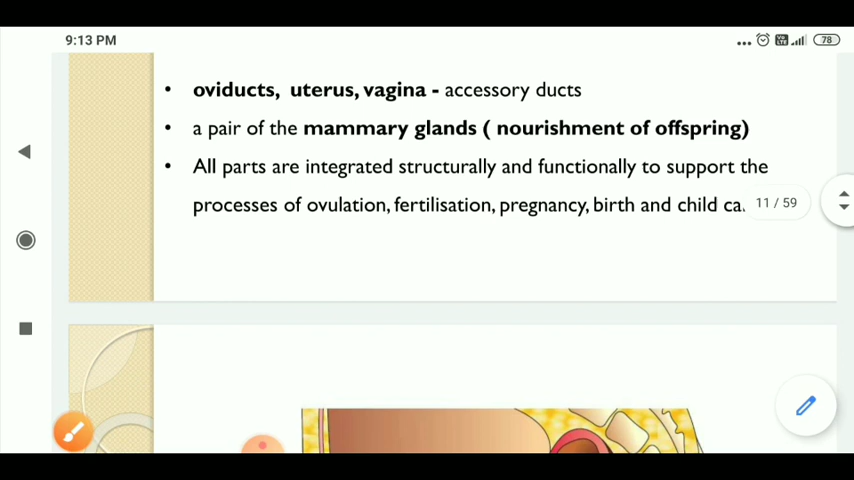 9:13 PM
78
• oviducts, uterus, vagina - accessory ducts
• a pair of the mammary glands ( nourishment of offspring)
• All parts are integrated structurally and functionally to support the
processes of ovulation, fertilisation, pregnancy, birth and child
11 / 59